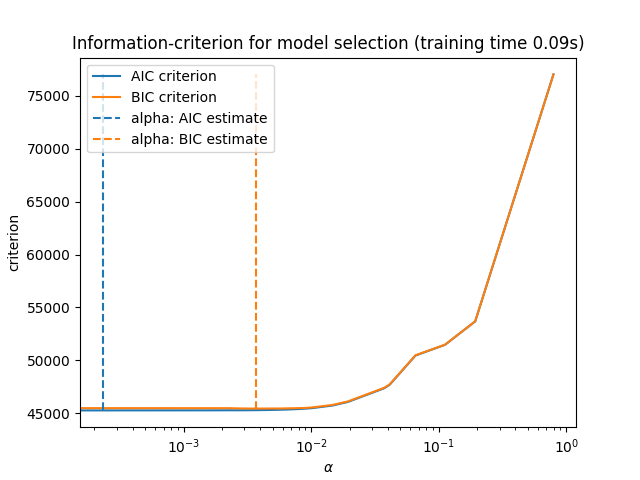 Information-criterion for model selection (training time 0.09s)
AIC criterion
BIC criterion
alpha: AIC estimate
alpha: BIC estimate
criterion
75000
70000
65000
60000
55000
50000
45000
10⁻³ 10⁻² 10⁻¹ 10⁰
α